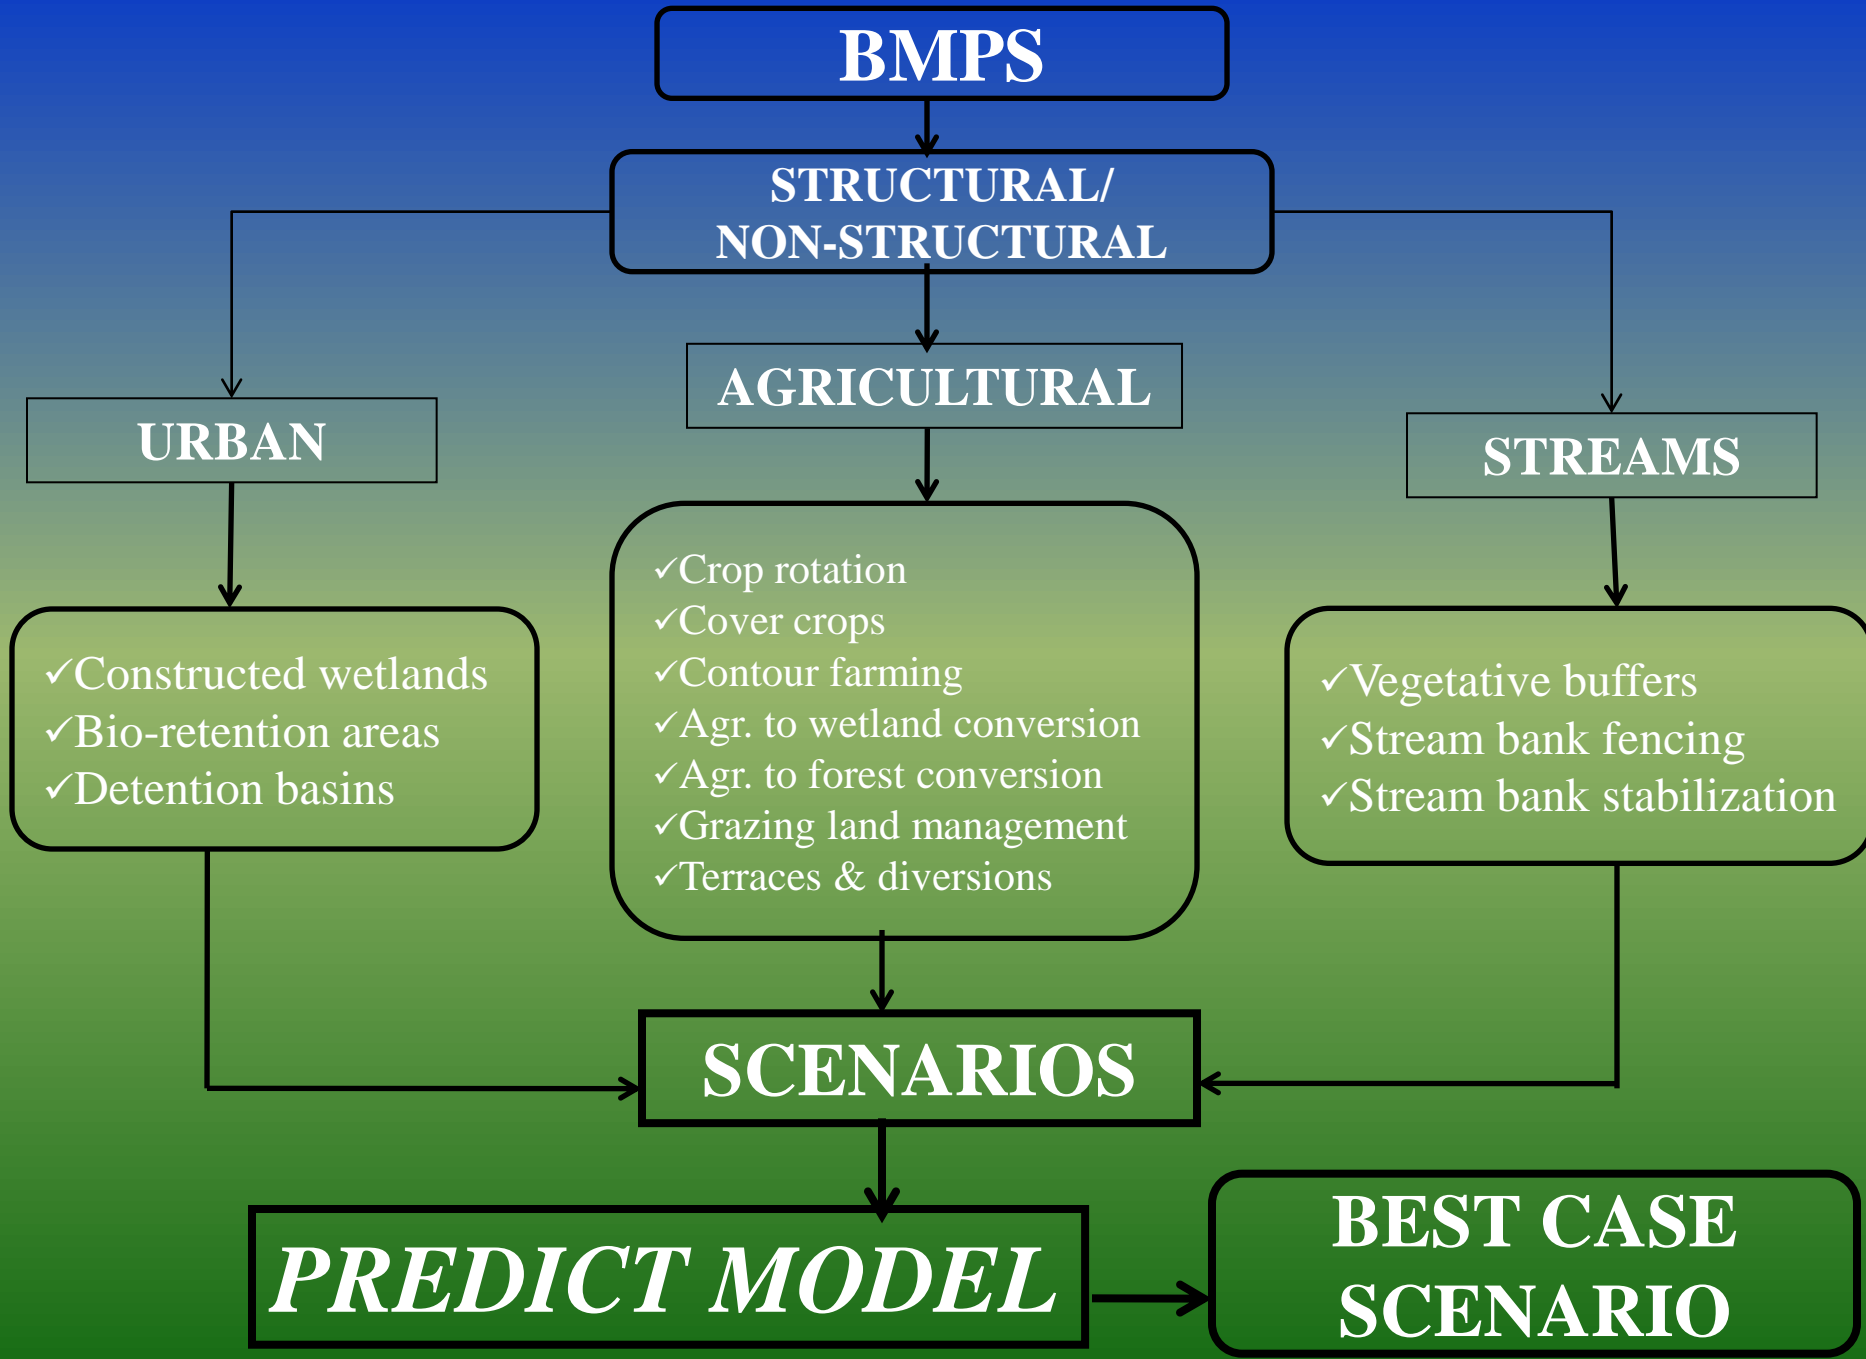 BMPS
STRUCTURAL/
NON-STRUCTURAL
URBAN
AGRICULTURAL
STREAMS
✓Constructed wetlands
✓Bio-retention areas
✓Detention basins
✓Crop rotation
✓Cover crops
✓Contour farming
✓Agr. to wetland conversion
✓Agr. to forest conversion
✓Grazing land management
✓Terraces & diversions
✓Vegetative buffers
✓Stream bank fencing
✓Stream bank stabilization
SCENARIOS
PREDICT MODEL
BEST CASE
SCENARIO